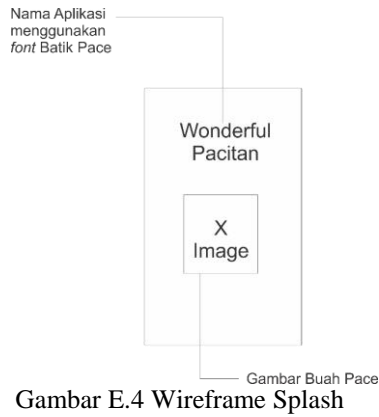 Nama Aplikasi
menggunakan
font Batik Pace
Wonderful
Pacitan
X
Image
Gambar Buah Pace
Gambar E.4 Wireframe Splash